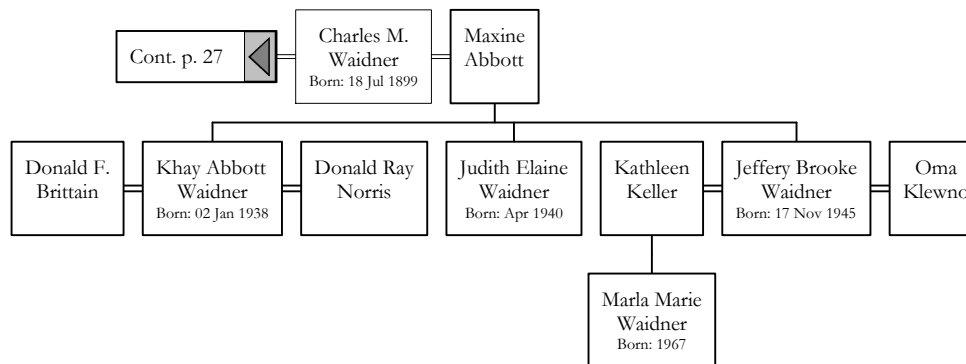 Cont. p. 27
Charles M.
Waidner
Born: 18 Jul 1899
Maxine
Abbott
Donald F.
Brittain
Khay Abbott
Waidner
Born: 02 Jan 1938
Donald Ray
Norris
Judith Elaine
Waidner
Born: Apr 1940
Kathleen
Keller
Jeffery Brooke
Waidner
Born: 17 Nov 1945
Oma
Klewno
Marla Marie
Waidner
Born: 1967